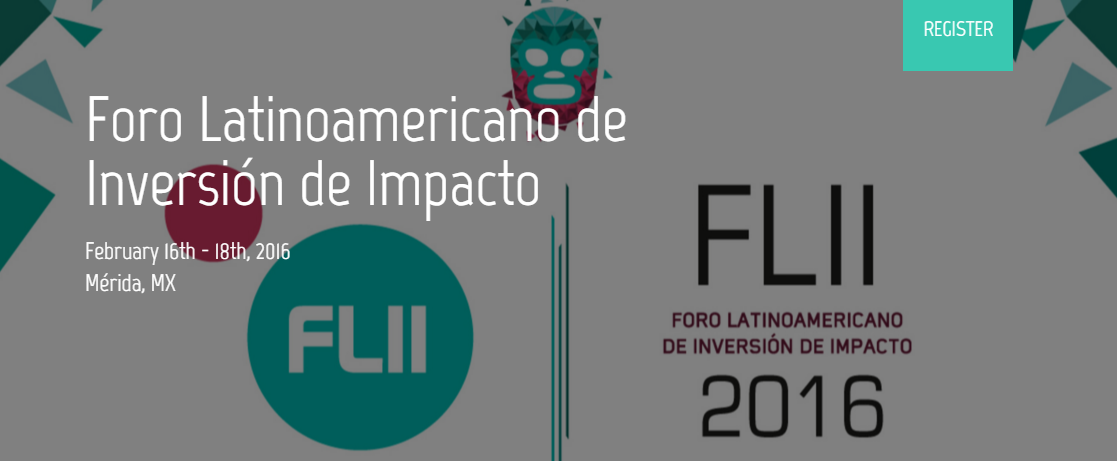 REGISTER
Foro Latinoamericano de
Inversión de Impacto
February 16th - 18th, 2016
Mérida, MX
FLII
FLII
FORO LATINOAMERICANO
DE INVERSIÓN DE IMPACTO
2016